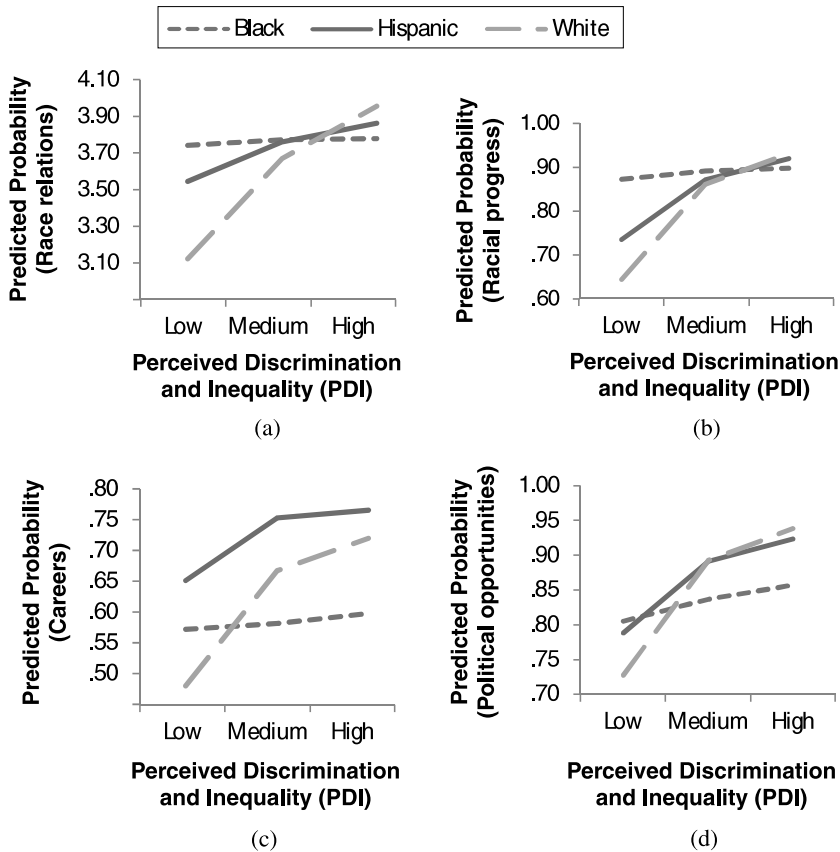 Black Hispanic White
Predicted Probability
(Race relations)
4.10
3.90
3.70
3.50
3.30
3.10
Low Medium High
Perceived Discrimination
and Inequality (PDI)
(a)
Predicted Probability
(Racial progress)
1.00
.90
.80
.70
.60
Low Medium High
Perceived Discrimination
and Inequality (PDI)
(b)
Predicted Probability
(Careers)
.80
.75
.70
.65
.60
.55
.50
Low Medium High
Perceived Discrimination
and Inequality (PDI)
(c)
Predicted Probability
(Political opportunities)
1.00
.95
.90
.85
.80
.75
.70
Low Medium High
Perceived Discrimination
and Inequality (PDI)
(d)